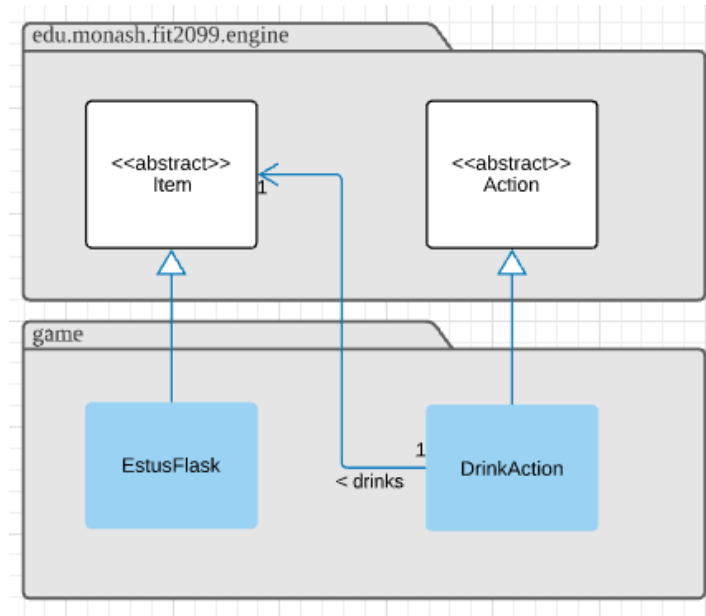 edu.monash.fit2099.engine
<<abstract>>
Item
<<abstract>>
Action
1
game
EstusFlask
1
DrinkAction
< drinks